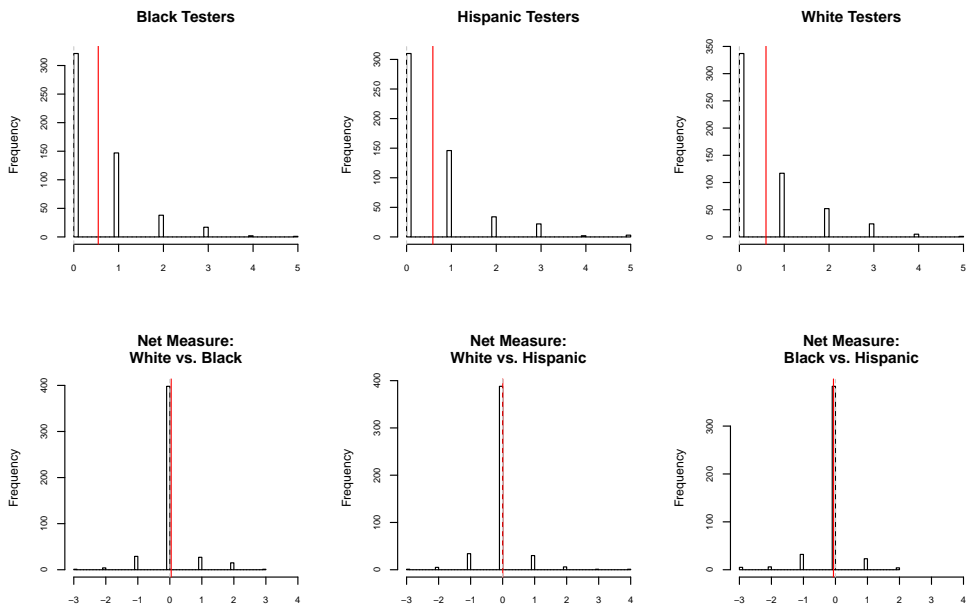 Black Testers
Frequency
0 50 100 150 200 250 300
0 1 2 3 4 5
Hispanic Testers
Frequency
0 50 100 150 200 250 300
0 1 2 3 4 5
White Testers
Frequency
0 50 100 150 200 250 300 350
0 1 2 3 4 5
Net Measure:
White vs. Black
Frequency
0 100 200 300 400
−3 −2 −1 0 1 2 3 4
Net Measure:
White vs. Hispanic
Frequency
0 100 200 300 400
−3 −2 −1 0 1 2 3 4
Net Measure:
Black vs. Hispanic
Frequency
0 100 200 300
−3 −2 −1 0 1 2 3 4